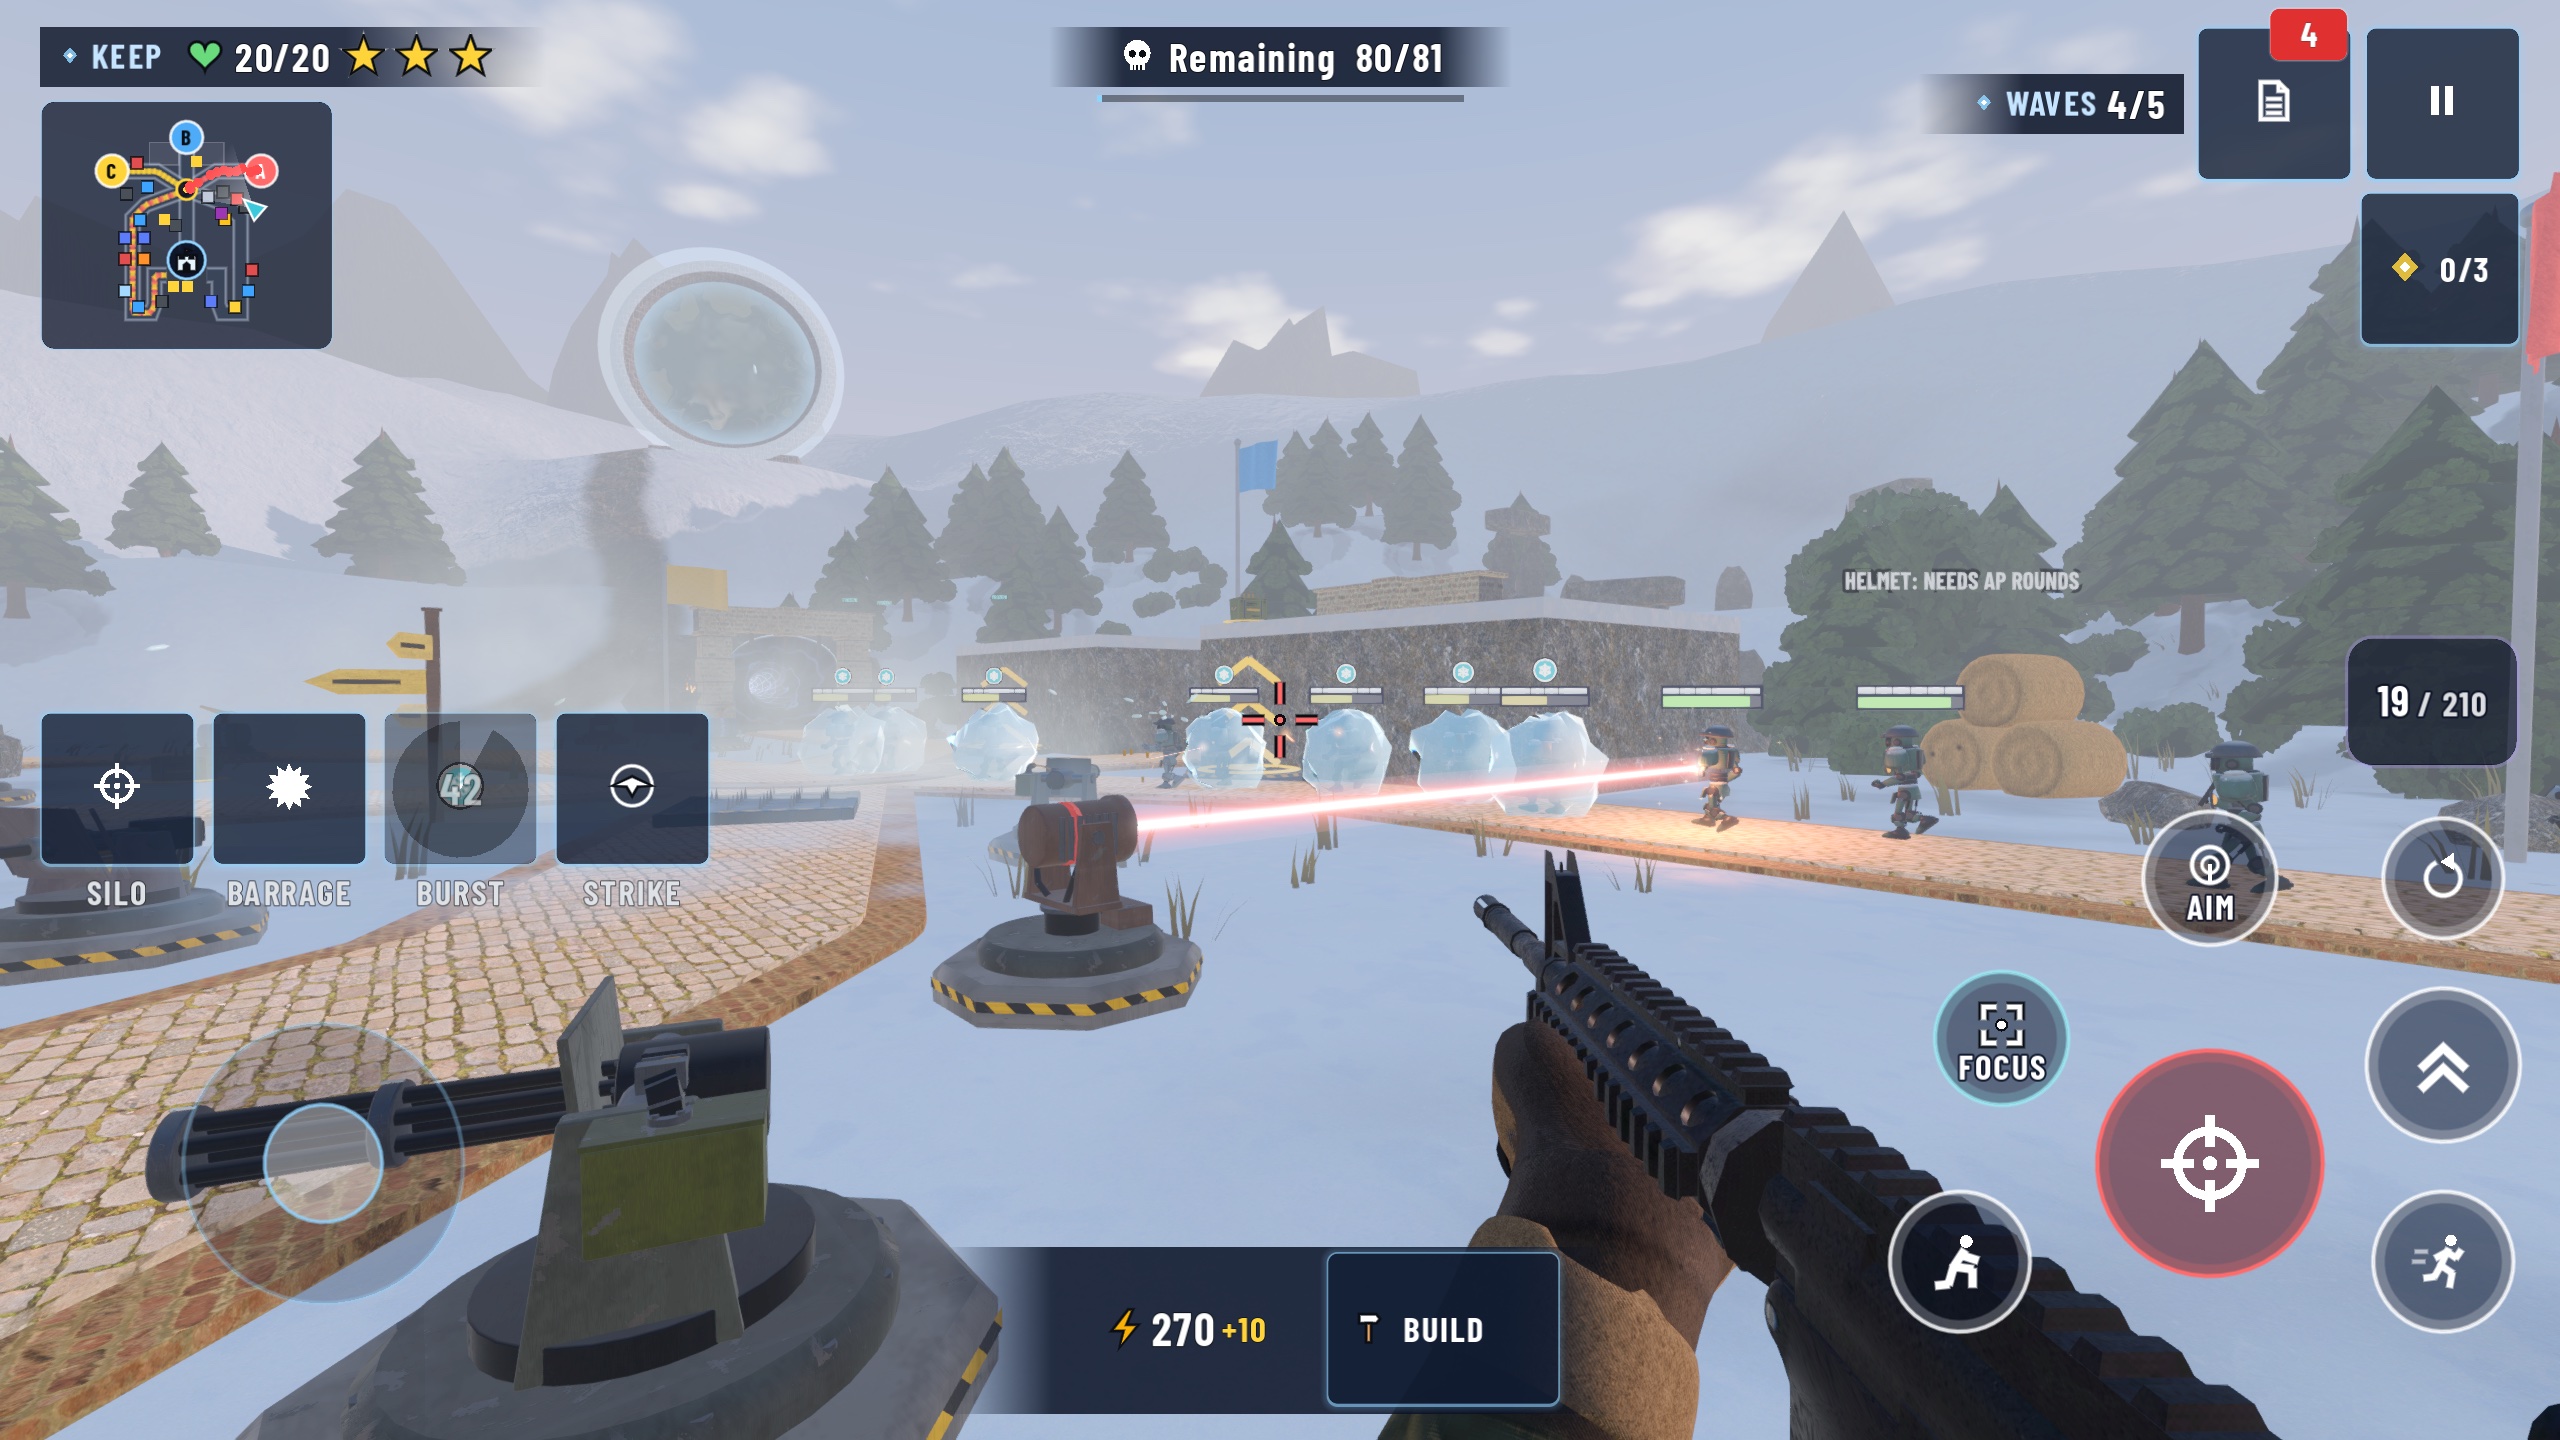 KEEP 20/20
Remaining 80/81
4
WAVES 4/5
B
C
A
0/3
HELMET: NEEDS AP ROUNDS
19 / 210
42
SILO
BARRAGE
BURST
STRIKE
AIM
FOCUS
270 +10
BUILD